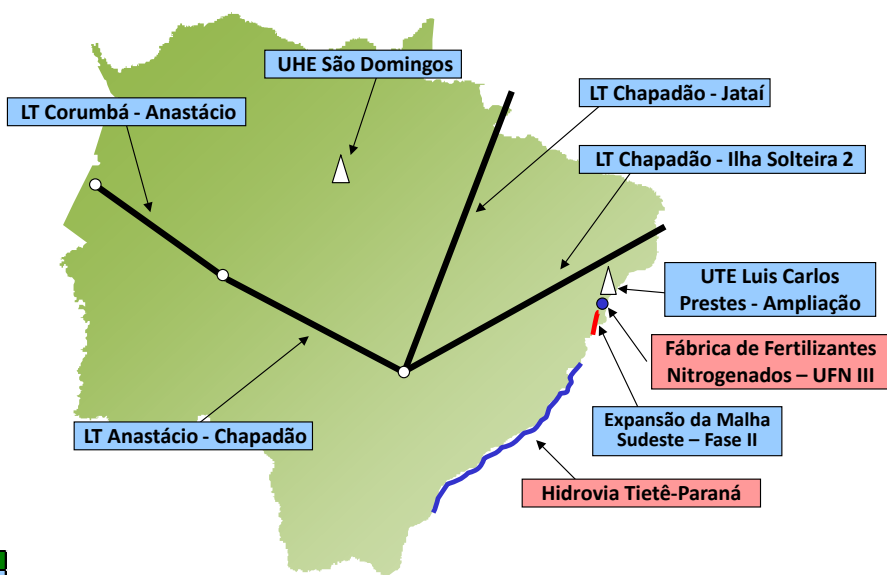 UHE São Domingos
LT Corumbá - Anastácio
LT Chapadão - Jataí
LT Chapadão - Ilha Solteira 2
UTE Luis Carlos
Prestes - Ampliação
Fábrica de Fertilizantes
Nitrogenados – UFN III
Expansão da Malha
Sudeste – Fase II
LT Anastácio - Chapadão
Hidrovia Tietê-Paraná